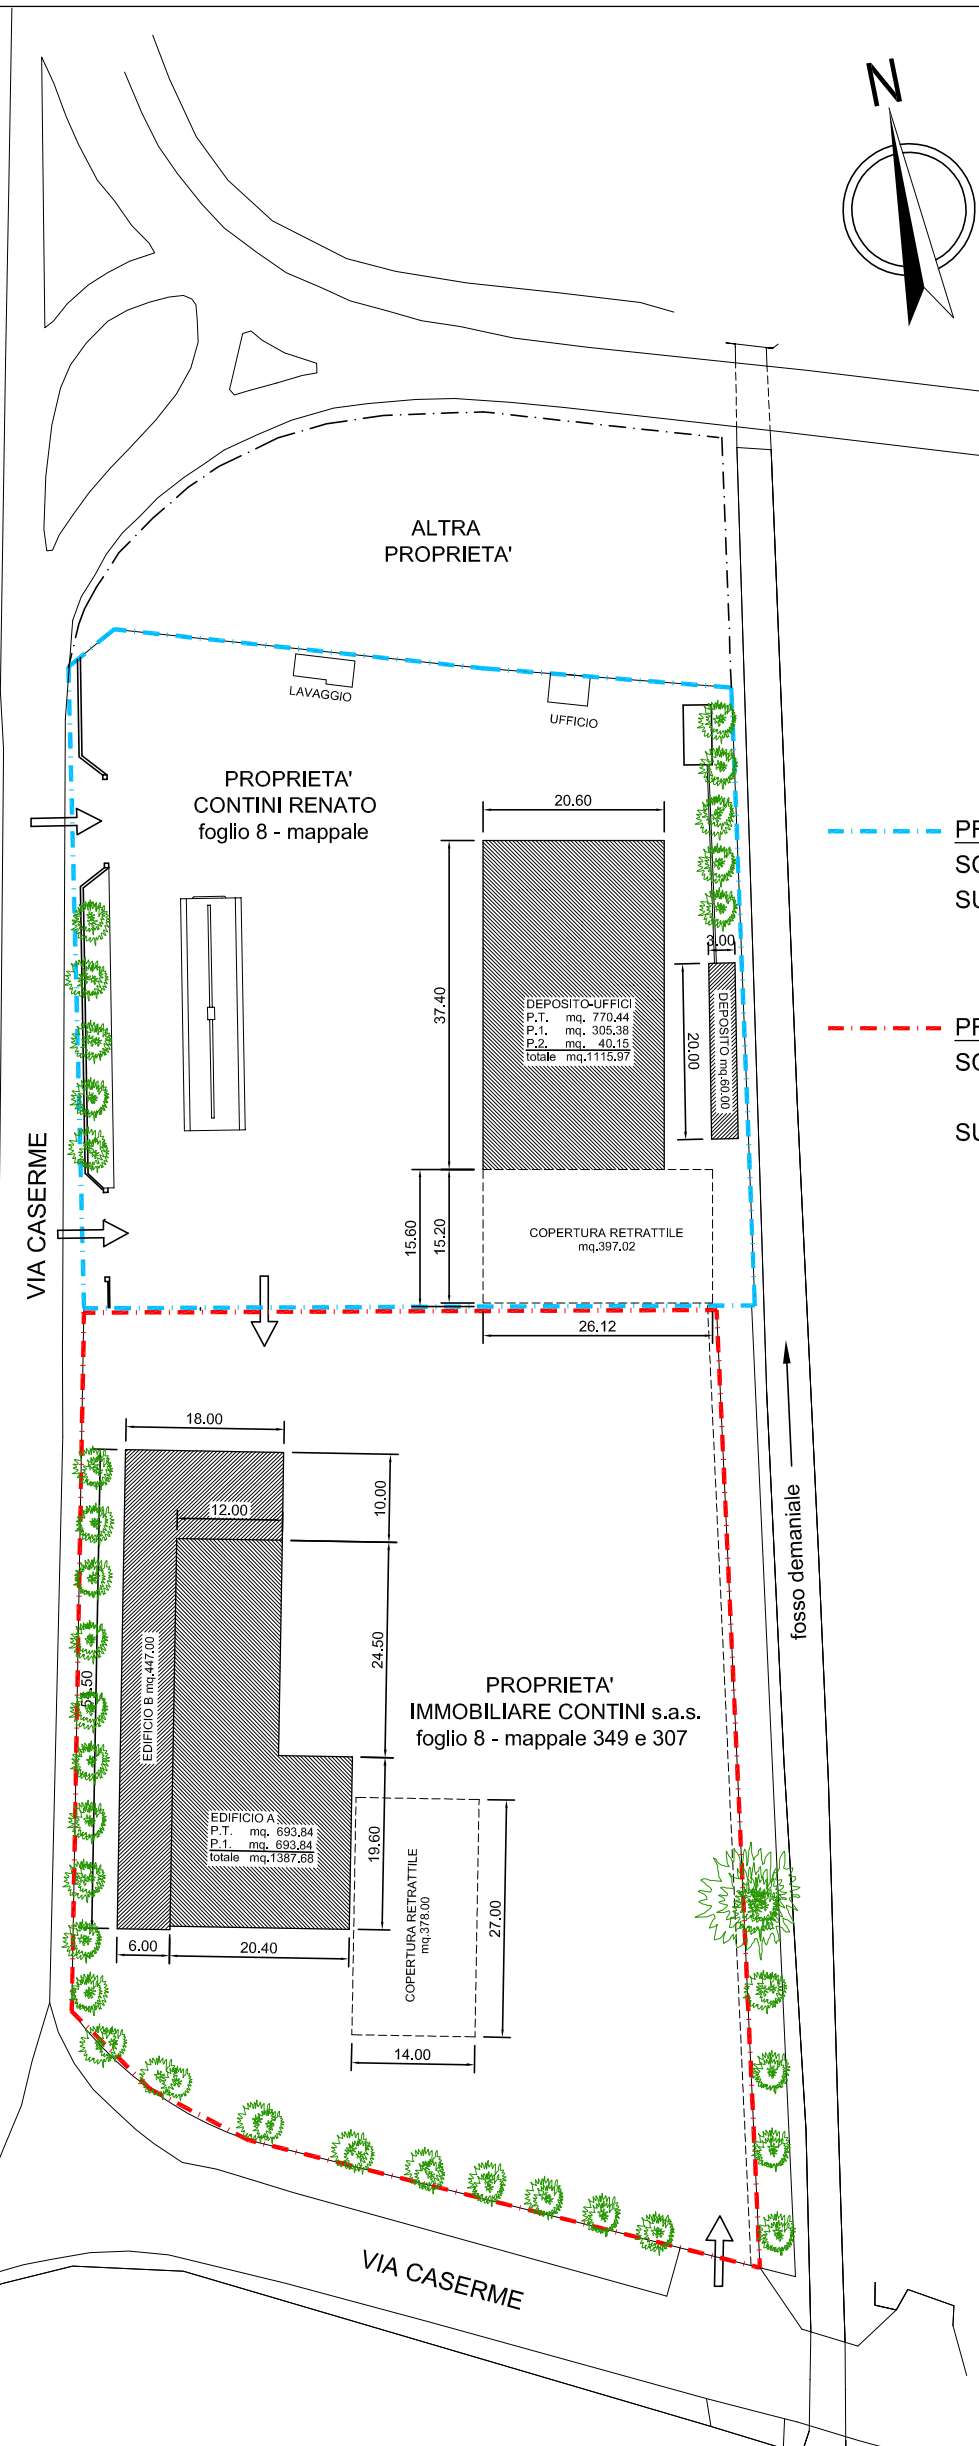 N
ALTRA
PROPRIETA'
LAVAGGIO
UFFICIO
PROPRIETA'
CONTINI RENATO
foglio 8 - mappale
20.60
37.40
3.00
DEPOSITO-UFFICI
P.T. mq. 770.44
P.1. mq. 305.38
P.2. mq. 40.15
totale mq.1115.97
20.00
DEPOSITO mq.60.00
VIA CASERME
15.60
15.20
COPERTURA RETRATTILE
mq.397.02
26.12
18.00
12.00
10.00
24.50
EDIFICIO B mq.447.00
fosso demaniale
PROPRIETA'
IMMOBILIARE CONTINI s.a.s.
foglio 8 - mappale 349 e 307
EDIFICIO A
P.T. mq. 693.84
P.1. mq. 693.84
totale mq.1387.68
19.60
COPERTURA RETRATTILE
mq.378.00
27.00
6.00
20.40
14.00
VIA CASERME